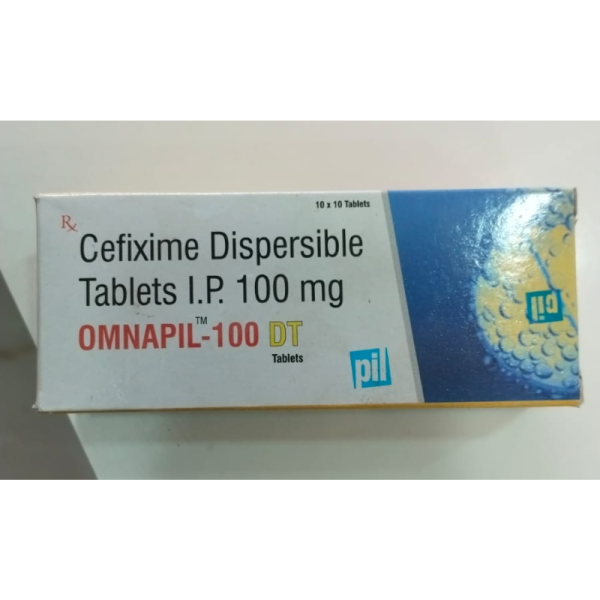 10 x 10 Tablets
Rx
Cefixime Dispersible
Tablets I.P. 100 mg
OMNAPIL™-100 DT
Tablets
pil
pil